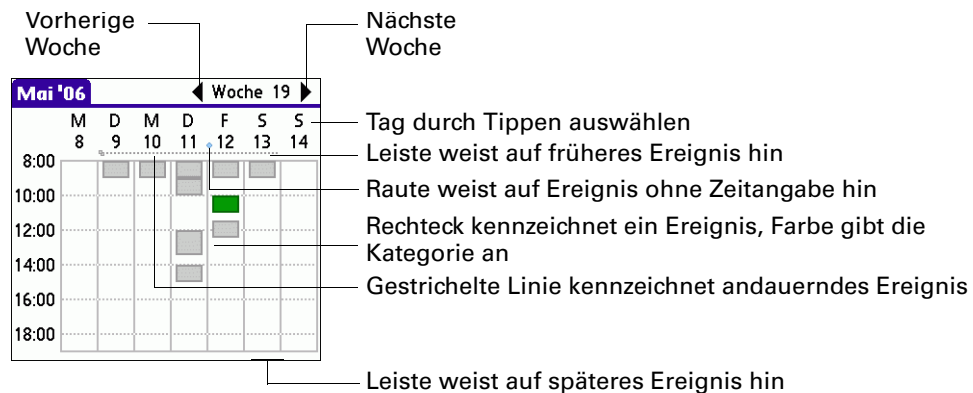 Vorherige
Woche
Nächste
Woche
Mai '06
Woche 19
M D M D F S S
8 9 10 11 12 13 14
Tag durch Tippen auswählen
Leiste weist auf früheres Ereignis hin
Raute weist auf Ereignis ohne Zeitangabe hin
Rechteck kennzeichnet ein Ereignis, Farbe gibt die
Kategorie an
Gestrichelte Linie kennzeichnet andauerndes Ereignis
8:00
10:00
12:00
14:00
16:00
18:00
Leiste weist auf späteres Ereignis hin